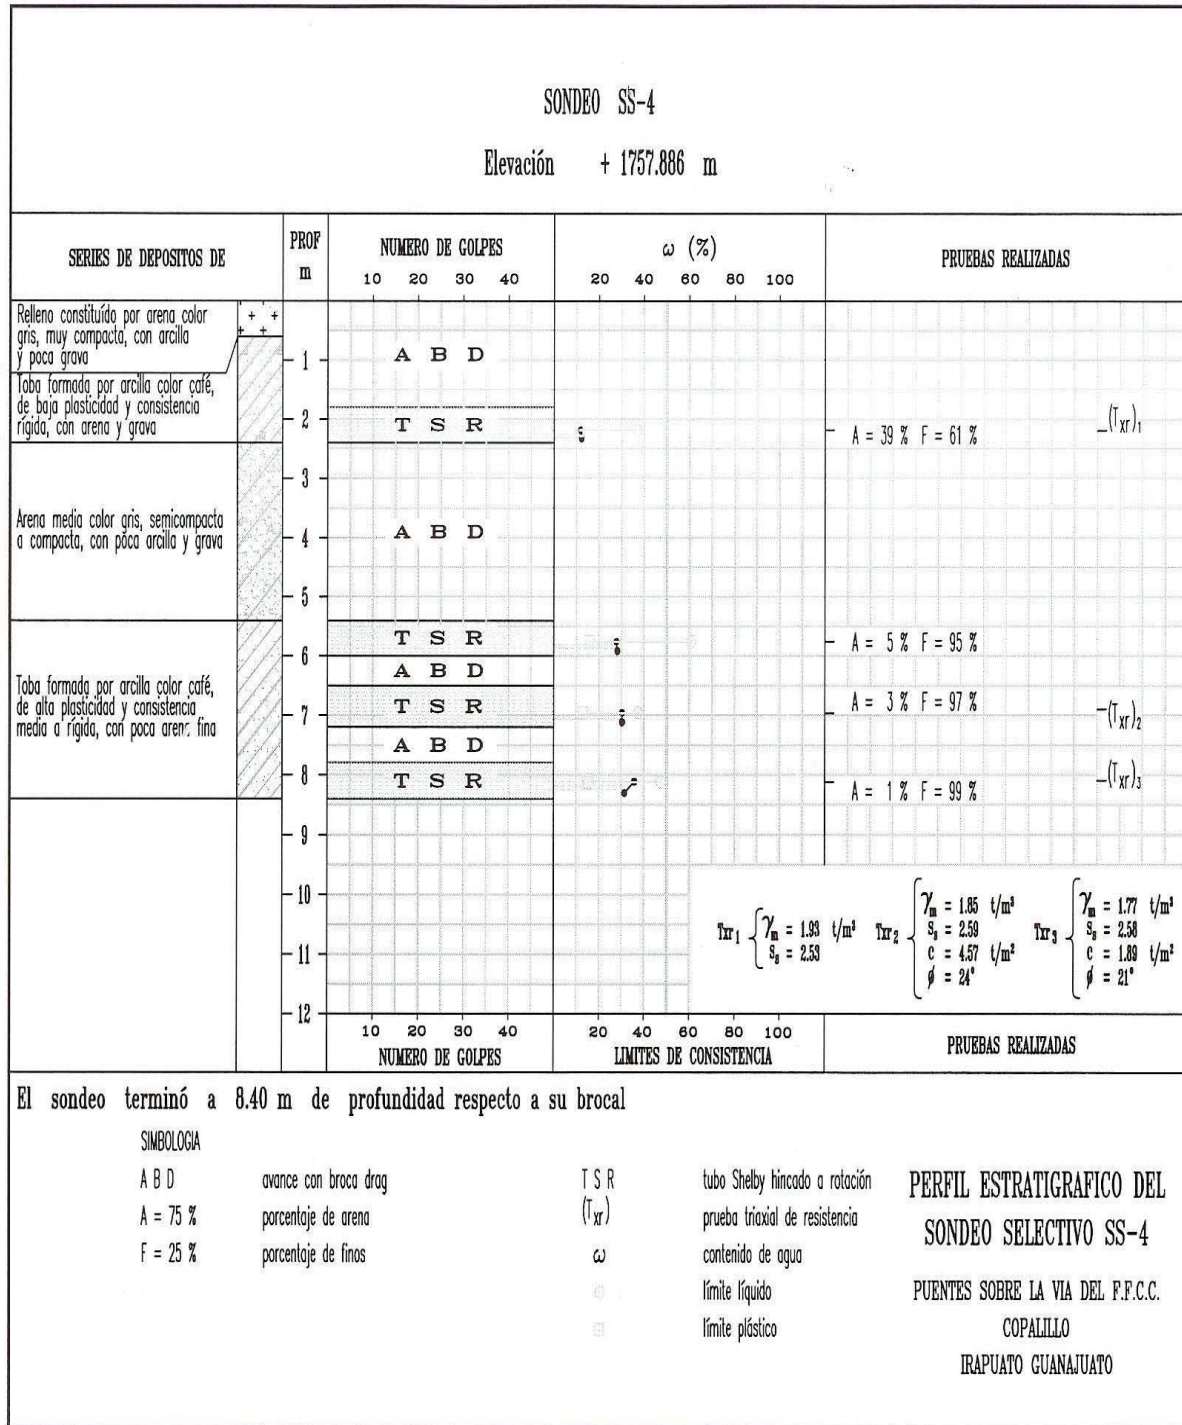 SONDEO SS-4
Elevación + 1757.886 m
SERIES DE DEPOSITOS DE
PROF
m
NUMERO DE GOLPES
10 20 30 40
ω (%)
20 40 60 80 100
PRUEBAS REALIZADAS
Relleno constituído por arena color
gris, muy compacta, con arcilla
y poca grava
Toba formada por arcilla color café,
de baja plasticidad y consistencia
rígida, con arena y grava
Arena media color gris, semicompacta
a compacta, con poca arcilla y grava
Toba formada por arcilla color café,
de alta plasticidad y consistencia
media a rígida, con poca arena fina
1
2
3
4
5
6
7
8
9
10
11
12
A B D
T S R
A B D
T S R
A B D
T S R
A B D
T S R
A = 39 % F = 61 %
(Txr)1
A = 5 % F = 95 %
A = 3 % F = 97 %
(Txr)2
A = 1 % F = 99 %
(Txr)3
Txr1
γm = 1.93 t/m³
Ss = 2.53
Txr2
γm = 1.85 t/m³
Ss = 2.59
C = 4.57 t/m²
ϕ = 24°
Txr3
γm = 1.77 t/m³
Ss = 2.58
C = 1.89 t/m²
ϕ = 21°
10 20 30 40
NUMERO DE GOLPES
20 40 60 80 100
LIMITES DE CONSISTENCIA
PRUEBAS REALIZADAS
El sondeo terminó a 8.40 m de profundidad respecto a su brocal
SIMBOLOGIA
A B D avance con broca drag
A = 75 % porcentaje de arena
F = 25 % porcentaje de finos
T S R tubo Shelby hincado a rotación
(Txr) prueba triaxial de resistencia
ω contenido de agua
límite líquido
límite plástico
PERFIL ESTRATIGRAFICO DEL
SONDEO SELECTIVO SS-4
PUENTES SOBRE LA VIA DEL F.F.C.C.
COPALILLO
IRAPUATO GUANAJUATO